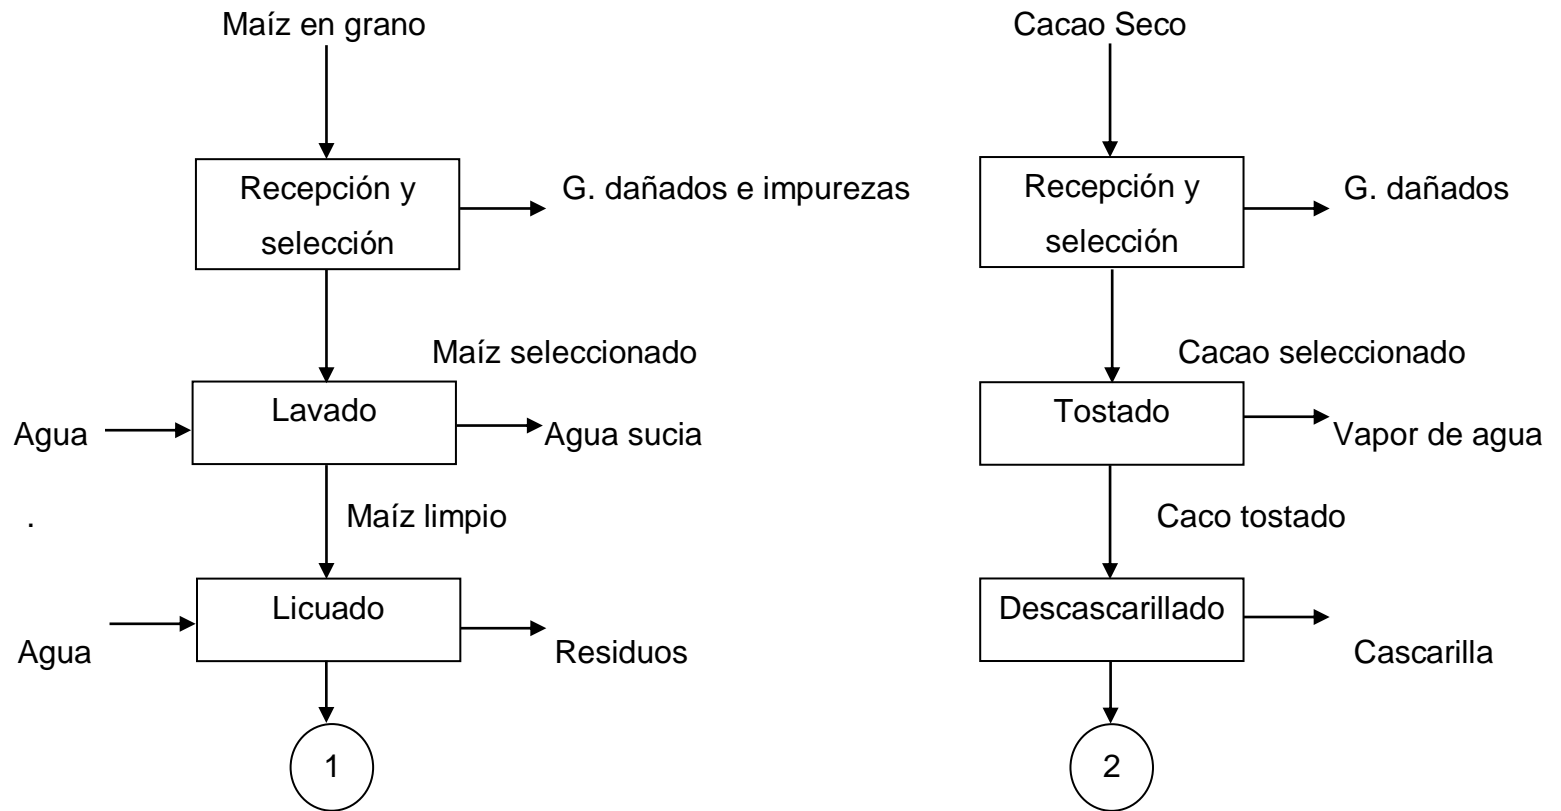 Maíz en grano
Recepción y
selección
G. dañados e impurezas
Maíz seleccionado
Lavado
Agua
Agua sucia
.
Maíz limpio
Licuado
Agua
Residuos
1
Cacao Seco
Recepción y
selección
G. dañados
Cacao seleccionado
Tostado
Vapor de agua
Caco tostado
Descascarillado
Cascarilla
2